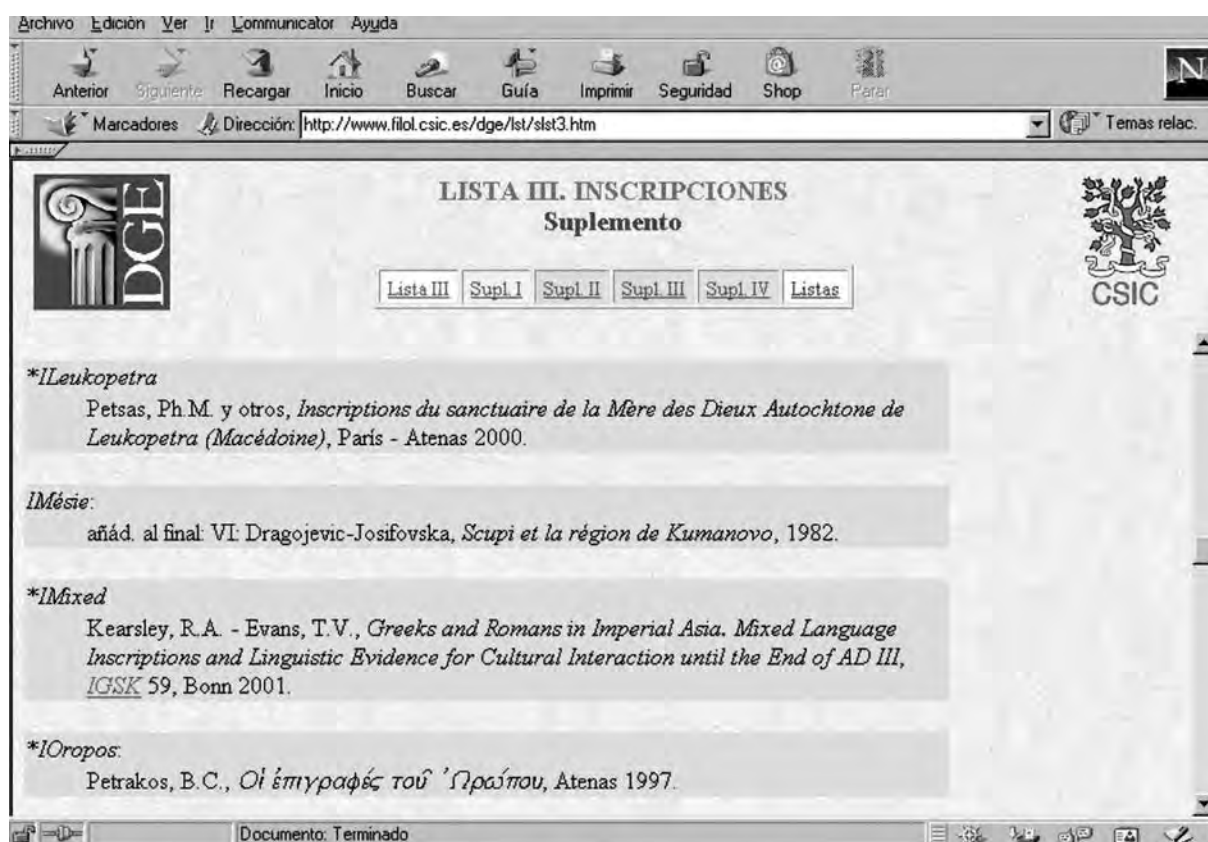 Archivo Edición Ver Ir Communicator Ayuda
Anterior Siguiente Recargar Inicio Buscar Guía Imprimir Seguridad Shop Parar
N
Marcadores Dirección: http://www.filol.csic.es/dge/lst/slst3.htm Temas relac.
DGE
LISTA III. INSCRIPCIONES
Suplemento
CSIC
Lista III Supl. I Supl. II Supl. III Supl. IV Listas
*ILeukopetra
Petsas, Ph.M. y otros, Inscriptions du sanctuaire de la Mère des Dieux Autochtone de
Leukopetra (Macédoine), París - Atenas 2000.
IMésie:
añád. al final: VI: Dragojevic-Josifovska, Scupi et la région de Kumanovo, 1982.
*IMixed
Kearsley, R.A. - Evans, T.V., Greeks and Romans in Imperial Asia. Mixed Language
Inscriptions and Linguistic Evidence for Cultural Interaction until the End of AD III,
IGSK 59, Bonn 2001.
*IOropos:
Petrakos, B.C., Οἱ ἐπιγραφές τοῦ Ὠρωποῦ, Atenas 1997.
Documento: Terminado